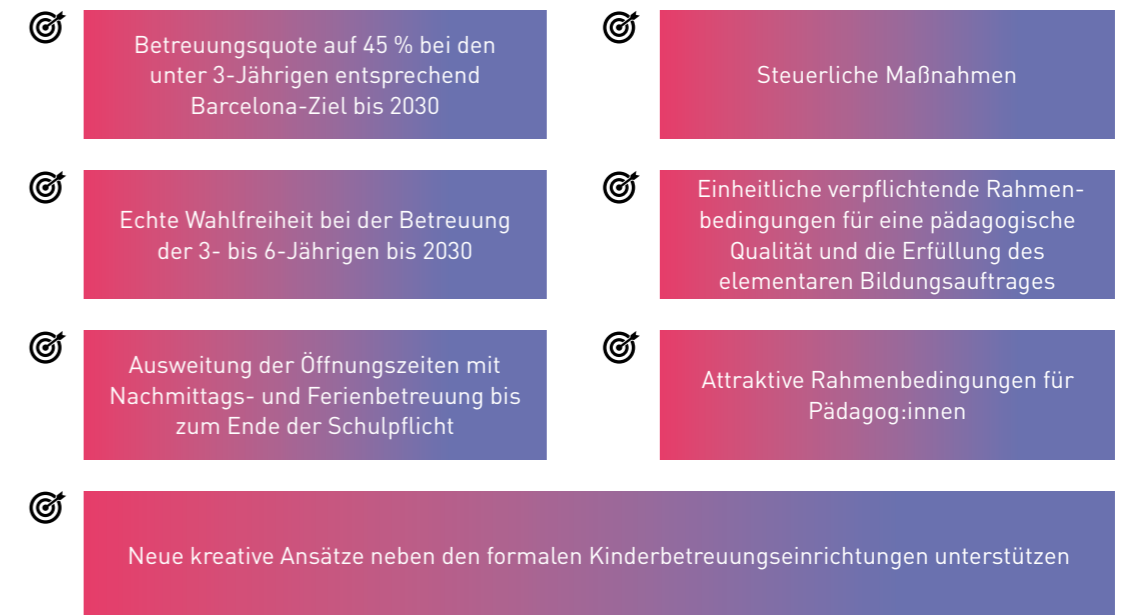 Betreuungsquote auf 45 % bei den
unter 3-Jährigen entsprechend
Barcelona-Ziel bis 2030
Steuerliche Maßnahmen
Echte Wahlfreiheit bei der Betreuung
der 3- bis 6-Jährigen bis 2030
Einheitliche verpflichtende Rahmen-
bedingungen für eine pädagogische
Qualität und die Erfüllung des
elementaren Bildungsauftrages
Ausweitung der Öffnungszeiten mit
Nachmittags- und Ferienbetreuung bis
zum Ende der Schulpflicht
Attraktive Rahmenbedingungen für
Pädagog:innen
Neue kreative Ansätze neben den formalen Kinderbetreuungseinrichtungen unterstützen